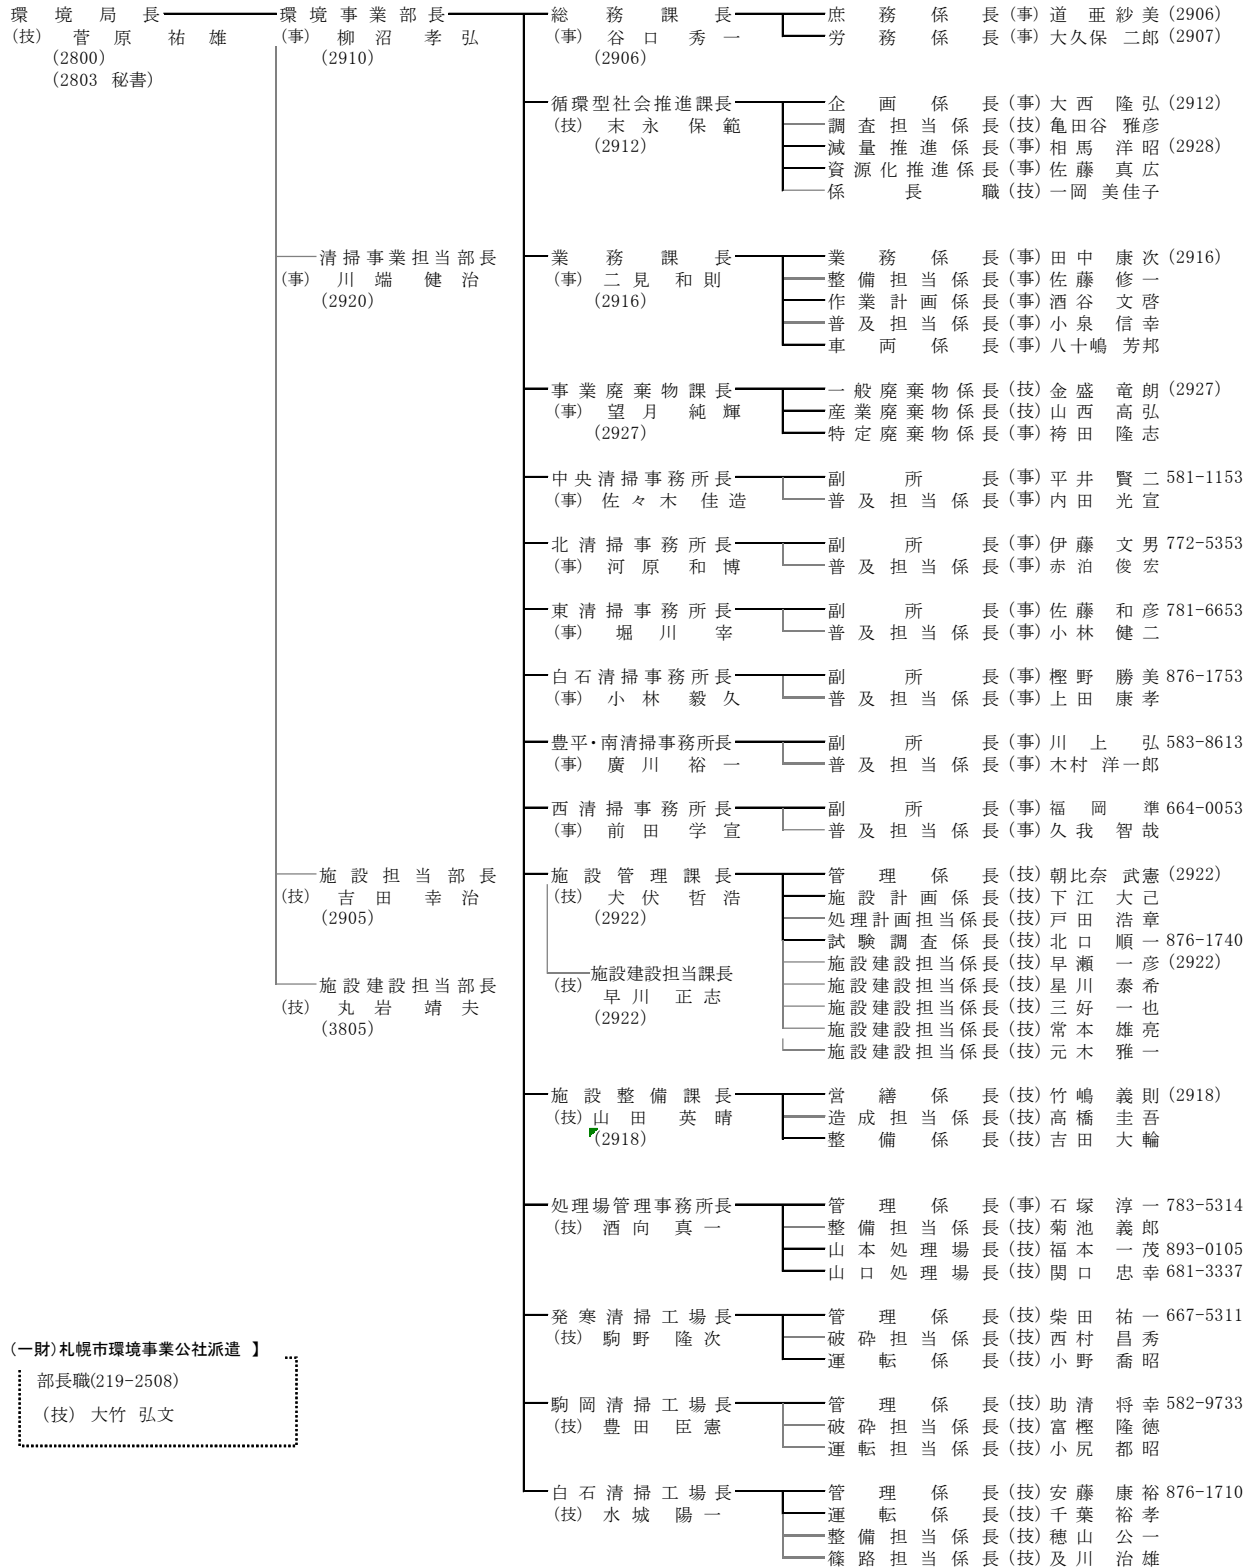 環境局長 環境事業部長 総務課長 庶務係長 (事) 道亜紗美 (2906)
(技) 菅原祐雄 (事) 柳沼孝弘 (事) 谷口秀一 労務係長 (事) 大久保 二郎 (2907)
(2800) (2910) (2906)
(2803 秘書)
循環型社会推進課長 企画係長 (事) 大西隆弘 (2912)
(技) 末永保範 調査担当係長 (技) 亀田谷 雅彦
(2912) 減量推進係長 (事) 相馬洋昭 (2928)
資源化推進係長 (事) 佐藤真広
係長職 (技) 一岡 美佳子
清掃事業担当部長 業務課長 業務係長 (事) 田中康次 (2916)
(事) 川端健治 (事) 二見和則 整備担当係長 (事) 佐藤修一
(2920) (2916) 作業計画係長 (事) 酒谷文啓
普及担当係長 (事) 小泉信幸
車両係長 (事) 八十嶋 芳邦
事業廃棄物課長 一般廃棄物係長 (技) 金盛竜朗 (2927)
(事) 望月純輝 産業廃棄物係長 (技) 山西高弘
(2927) 特定廃棄物係長 (事) 袴田隆志
中央清掃事務所長 副所長 (事) 平井賢二 581-1153
(事) 佐々木佳造 普及担当係長 (事) 内田光宣
北清掃事務所長 副所長 (事) 伊藤文男 772-5353
(事) 河原和博 普及担当係長 (事) 赤泊俊宏
東清掃事務所長 副所長 (事) 佐藤和彦 781-6653
(事) 堀川宰 普及担当係長 (事) 小林健二
白石清掃事務所長 副所長 (事) 樫野勝美 876-1753
(事) 小林毅久 普及担当係長 (事) 上田康孝
豊平・南清掃事務所長 副所長 (事) 川上弘 583-8613
(事) 廣川裕一 普及担当係長 (事) 木村 洋一郎
西清掃事務所長 副所長 (事) 福岡準 664-0053
(事) 前田学宣 普及担当係長 (事) 久我智哉
施設担当部長 施設管理課長 管理係長 (技) 朝比奈 武憲 (2922)
(技) 吉田幸治 (技) 犬伏哲浩 施設計画係長 (技) 下江大己
(2905) (2922) 処理計画担当係長 (技) 戸田浩章
試験調査係長 (技) 北口順一 876-1740
施設建設担当係長 (技) 早瀬一彦 (2922)
施設建設担当部長 施設建設担当課長 施設建設担当係長 (技) 星川泰希
(技) 丸岩靖夫 (技) 早川正志 施設建設担当係長 (技) 三好一也
(3805) (2922) 施設建設担当係長 (技) 常本雄亮
施設建設担当係長 (技) 元木雅一
施設整備課長 営繕係長 (技) 竹嶋義則 (2918)
(技) 山田英晴 造成担当係長 (技) 高橋圭吾
(2918) 整備係長 (技) 吉田大輪
処理場管理事務所長 管理係長 (事) 石塚淳一 783-5314
(技) 酒向真一 整備担当係長 (技) 菊池義郎
山本処理場長 (技) 福本一茂 893-0105
山口処理場長 (技) 関口忠幸 681-3337
発寒清掃工場長 管理係長 (技) 柴田祐一 667-5311
(技) 駒野隆次 破砕担当係長 (技) 西村昌秀
運転係長 (技) 小野喬昭
駒岡清掃工場長 管理係長 (技) 助清将幸 582-9733
(技) 豊田臣憲 破砕担当係長 (技) 富樫隆徳
運転担当係長 (技) 小尻都昭
白石清掃工場長 管理係長 (技) 安藤康裕 876-1710
(技) 水城陽一 運転係長 (技) 千葉裕孝
整備担当係長 (技) 穂山公一
篠路担当係長 (技) 及川治雄
(一財)札幌市環境事業公社派遣 】
部長職(219-2508)
(技) 大竹 弘文